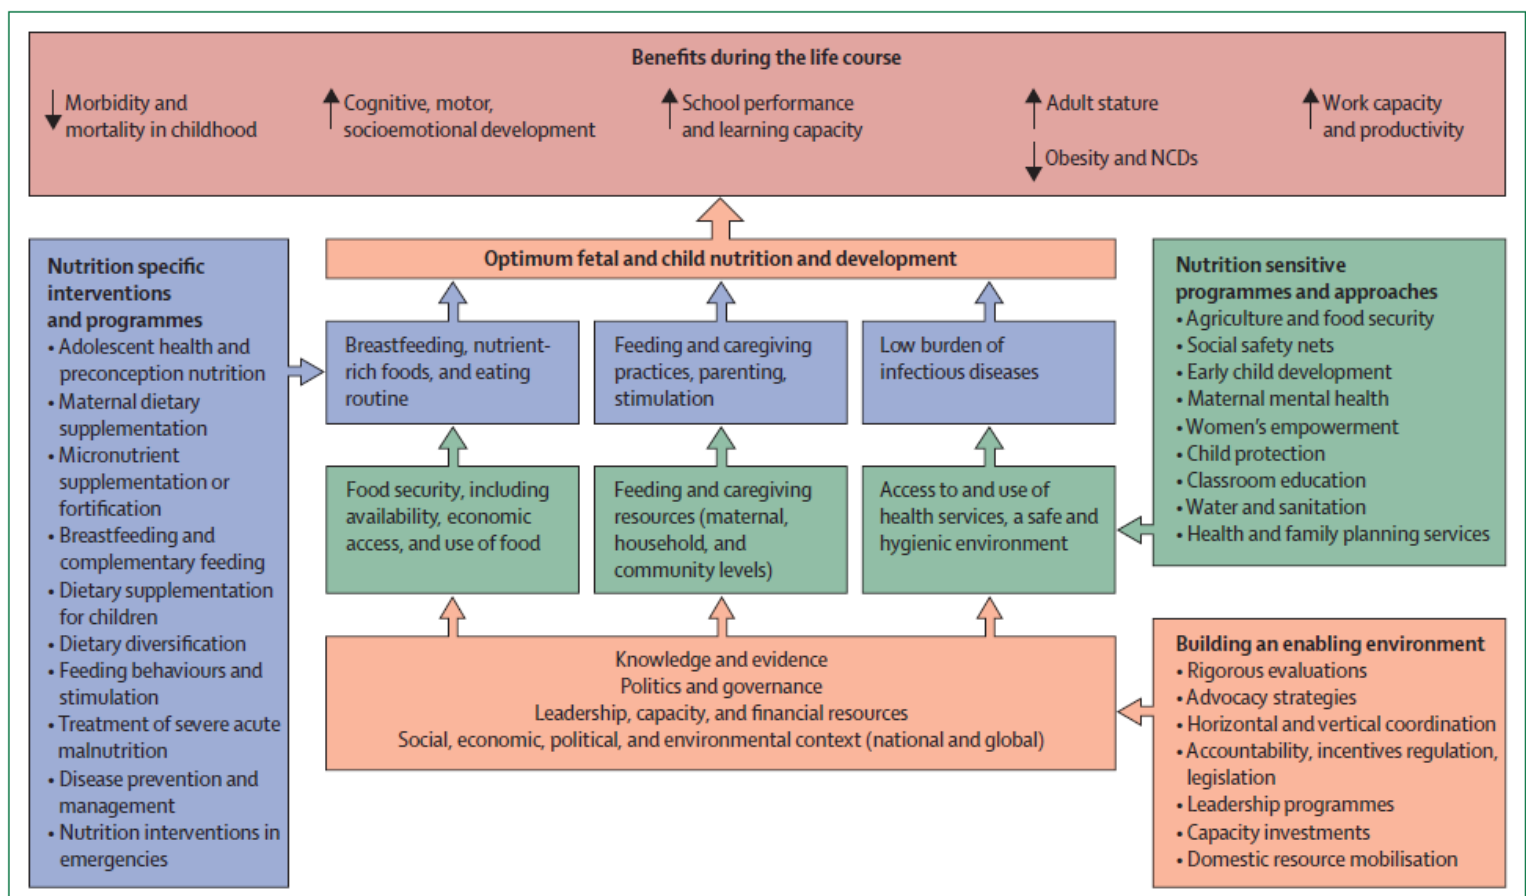 Benefits during the life course
Morbidity and
mortality in childhood
Cognitive, motor,
socioemotional development
School performance
and learning capacity
Adult stature
Obesity and NCDs
Work capacity
and productivity
Nutrition specific
interventions
and programmes
• Adolescent health and
preconception nutrition
• Maternal dietary
supplementation
• Micronutrient
supplementation or
fortification
• Breastfeeding and
complementary feeding
• Dietary supplementation
for children
• Dietary diversification
• Feeding behaviours and
stimulation
• Treatment of severe acute
malnutrition
• Disease prevention and
management
• Nutrition interventions in
emergencies
Optimum fetal and child nutrition and development
Breastfeeding, nutrient-
rich foods, and eating
routine
Feeding and caregiving
practices, parenting,
stimulation
Low burden of
infectious diseases
Food security, including
availability, economic
access, and use of food
Feeding and caregiving
resources (maternal,
household, and
community levels)
Access to and use of
health services, a safe and
hygienic environment
Knowledge and evidence
Politics and governance
Leadership, capacity, and financial resources
Social, economic, political, and environmental context (national and global)
Nutrition sensitive
programmes and approaches
• Agriculture and food security
• Social safety nets
• Early child development
• Maternal mental health
• Women's empowerment
• Child protection
• Classroom education
• Water and sanitation
• Health and family planning services
Building an enabling environment
• Rigorous evaluations
• Advocacy strategies
• Horizontal and vertical coordination
• Accountability, incentives regulation,
legislation
• Leadership programmes
• Capacity investments
• Domestic resource mobilisation